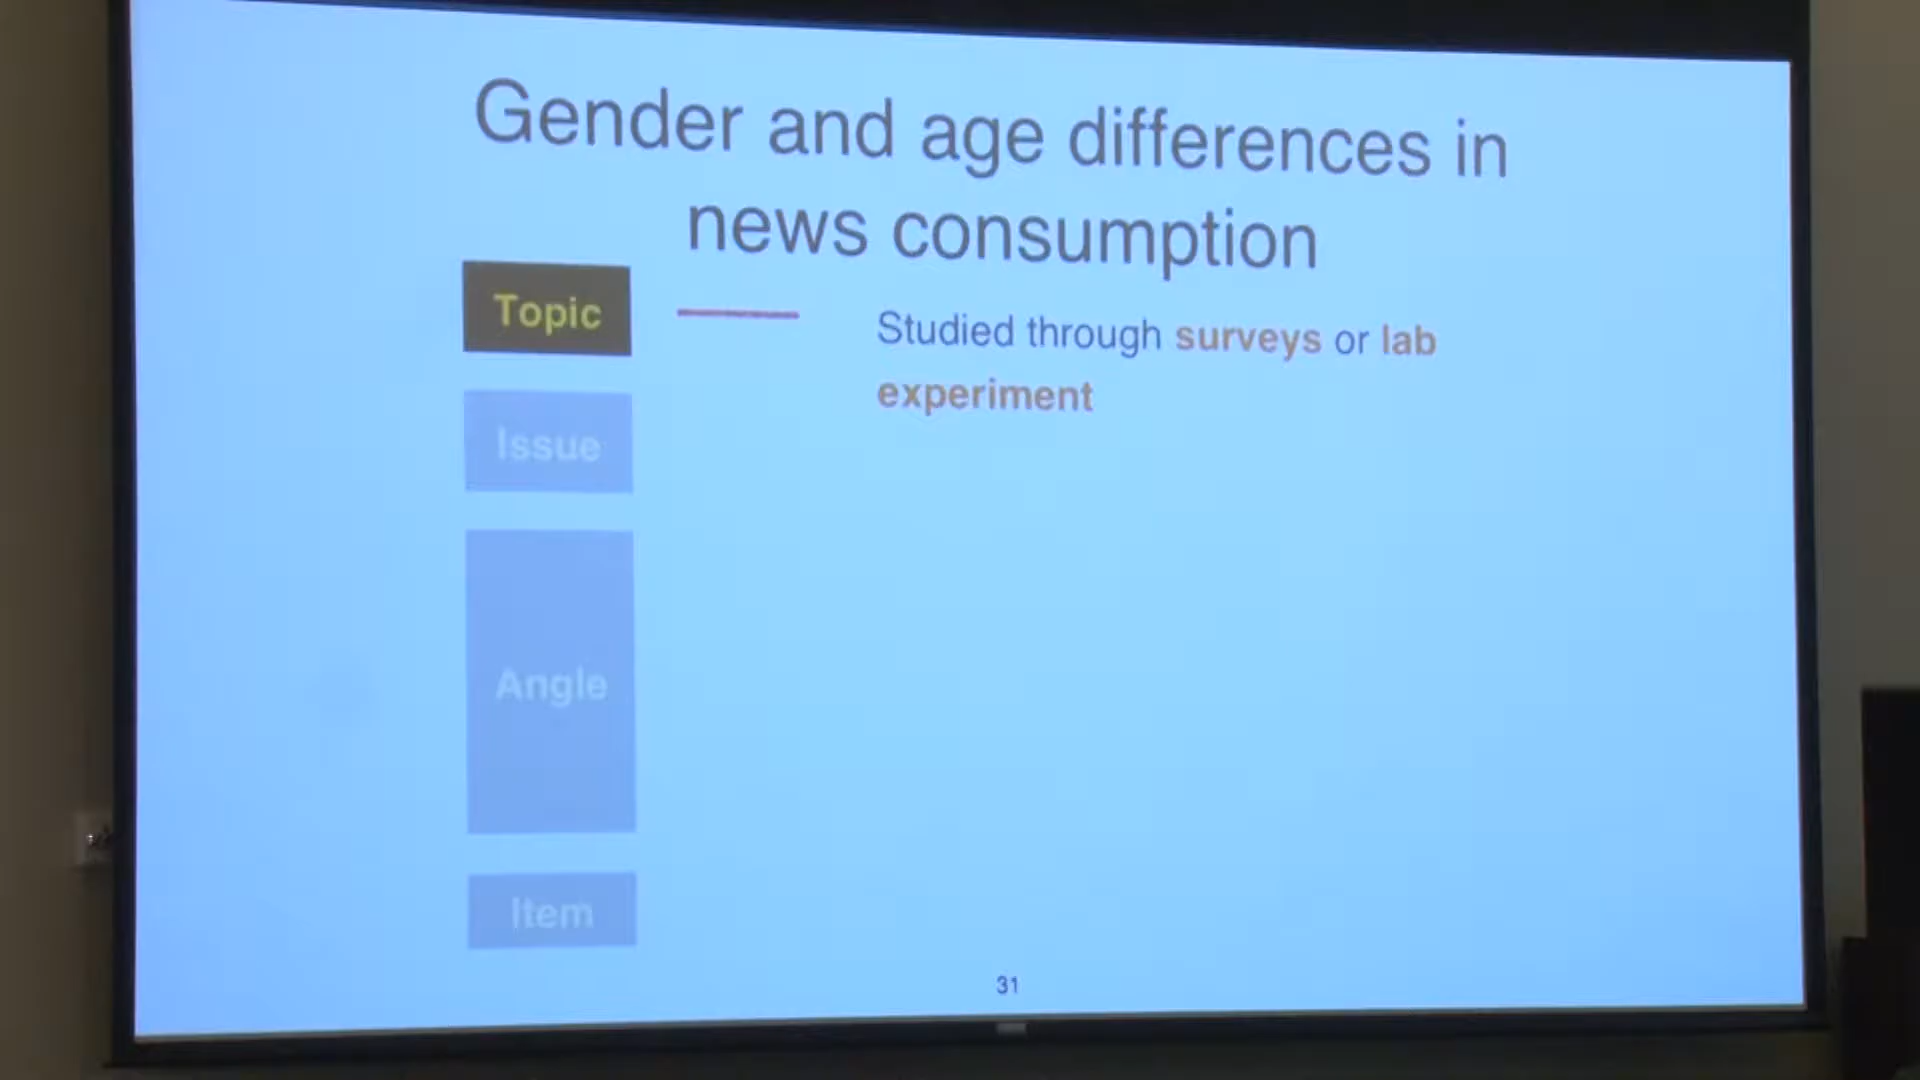 Gender and age differences in
news consumption
Topic
Studied through surveys or lab
experiment
Issue
Angle
Item
31